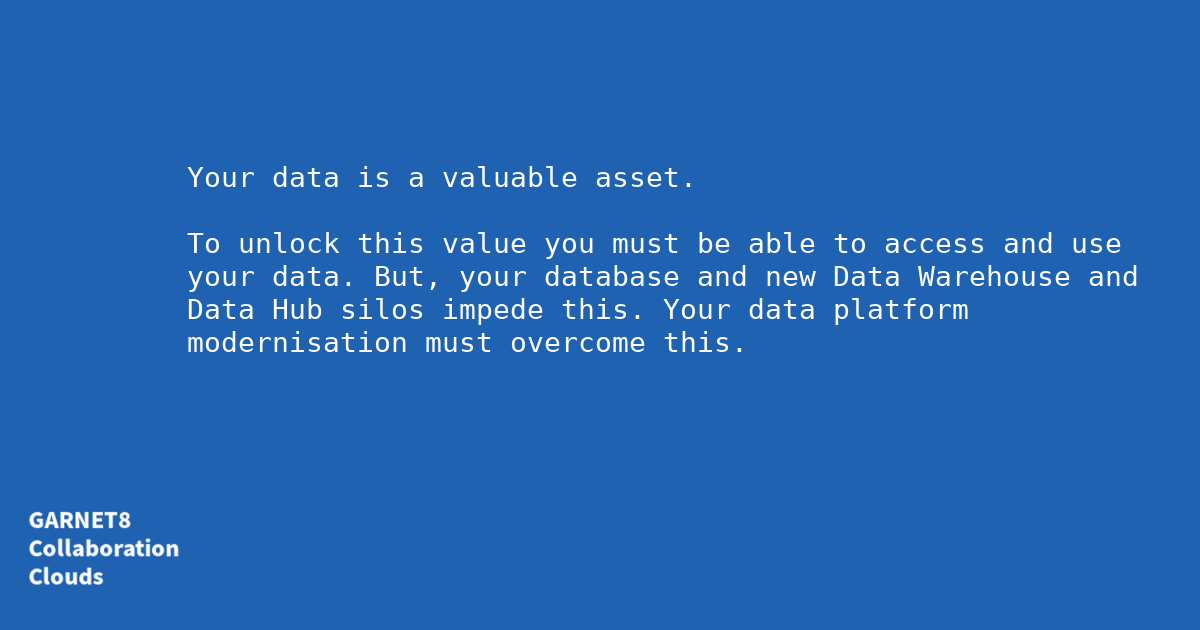 Your data is a valuable asset.
To unlock this value you must be able to access and use
your data. But, your database and new Data Warehouse and
Data Hub silos impede this. Your data platform
modernisation must overcome this.
GARNET8
Collaboration
Clouds